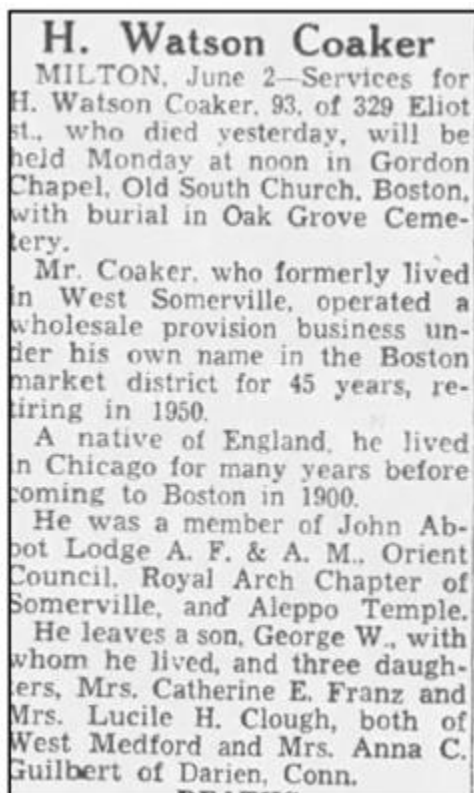 H. Watson Coaker
MILTON, June 2—Services for
H. Watson Coaker, 93, of 329 Eliot
st., who died yesterday, will be
held Monday at noon in Gordon
Chapel, Old South Church, Boston,
with burial in Oak Grove Ceme-
tery.
Mr. Coaker, who formerly lived
in West Somerville, operated a
wholesale provision business un-
der his own name in the Boston
market district for 45 years, re-
tiring in 1950.
A native of England, he lived
in Chicago for many years before
coming to Boston in 1900.
He was a member of John Ab-
bot Lodge A. F. & A. M., Orient
Council, Royal Arch Chapter of
Somerville, and Aleppo Temple.
He leaves a son, George W., with
whom he lived, and three daugh-
ters, Mrs. Catherine E. Franz and
Mrs. Lucile H. Clough, both of
West Medford and Mrs. Anna C.
Guilbert of Darien, Conn.